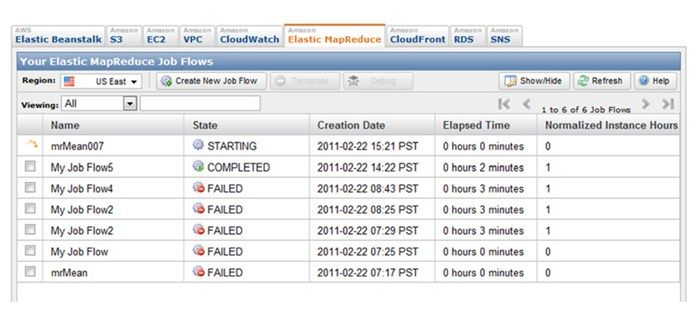 AWS Amazon Amazon Amazon Amazon Amazon Amazon Amazon Amazon
Elastic Beanstalk S3 EC2 VPC CloudWatch Elastic MapReduce CloudFront RDS SNS
Your Elastic MapReduce Job Flows
Region: US East Create New Job Flow Terminate Debug Show/Hide Refresh Help
Viewing: All 1 to 6 of 6 Job Flows
Name State Creation Date Elapsed Time Normalized Instance Hours
mrMean007 STARTING 2011-02-22 15:21 PST 0 hours 0 minutes 0
My Job Flow5 COMPLETED 2011-02-22 14:22 PST 0 hours 2 minutes 1
My Job Flow4 FAILED 2011-02-22 08:43 PST 0 hours 3 minutes 1
My Job Flow2 FAILED 2011-02-22 08:25 PST 0 hours 3 minutes 1
My Job Flow2 FAILED 2011-02-22 07:29 PST 0 hours 3 minutes 1
My Job Flow FAILED 2011-02-22 07:25 PST 0 hours 0 minutes 0
mrMean FAILED 2011-02-22 07:17 PST 0 hours 0 minutes 0